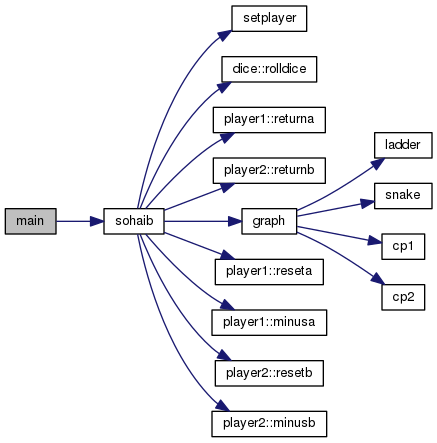 setplayer
dice::rolldice
player1::returna
ladder
player2::returnb
snake
main
sohaib
graph
cp1
player1::reseta
cp2
player1::minusa
player2::resetb
player2::minusb